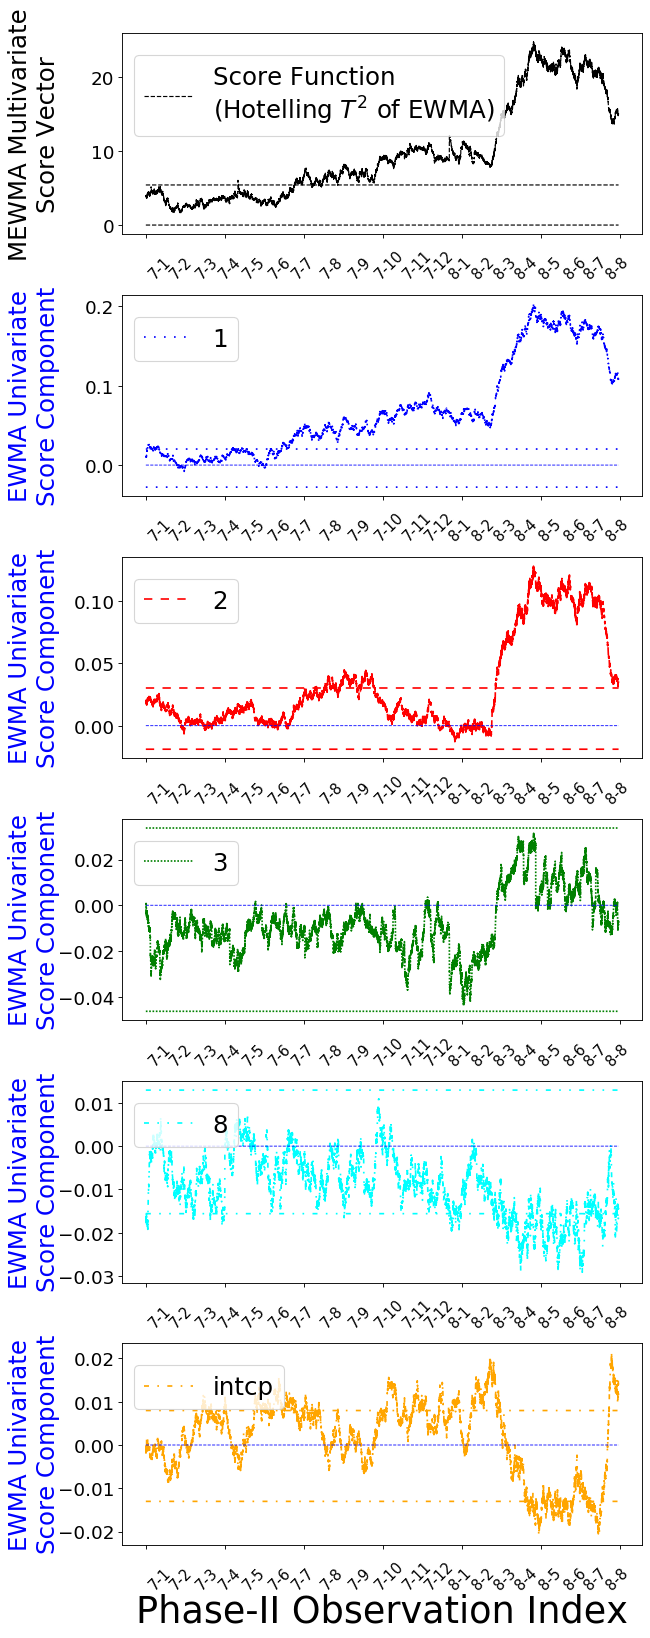 MEWMA Multivariate
Score Vector
20
10
0
Score Function
(Hotelling T² of EWMA)
7-1 7-2 7-3 7-4 7-5 7-6 7-8 7-9 7-10 7-11 7-12 8-1 8-2 8-3 8-4 8-5 8-6 8-7 8-8
EWMA Univariate
Score Component
0.2
0.1
0.0
1
7-1 7-2 7-3 7-4 7-5 7-6 7-8 7-9 7-10 7-11 7-12 8-1 8-2 8-3 8-4 8-5 8-6 8-7 8-8
EWMA Univariate
Score Component
0.10
0.05
0.00
2
7-1 7-2 7-3 7-4 7-5 7-6 7-8 7-9 7-10 7-11 7-12 8-1 8-2 8-3 8-4 8-5 8-6 8-7 8-8
EWMA Univariate
Score Component
0.02
0.00
−0.02
−0.04
3
7-1 7-2 7-3 7-4 7-5 7-6 7-8 7-9 7-10 7-11 7-12 8-1 8-2 8-3 8-4 8-5 8-6 8-7 8-8
EWMA Univariate
Score Component
0.01
0.00
−0.01
−0.02
−0.03
8
7-1 7-2 7-3 7-4 7-5 7-6 7-8 7-9 7-10 7-11 7-12 8-1 8-2 8-3 8-4 8-5 8-6 8-7 8-8
EWMA Univariate
Score Component
0.02
0.01
0.00
−0.01
−0.02
intcp
7-1 7-2 7-3 7-4 7-5 7-6 7-8 7-9 7-10 7-11 7-12 8-1 8-2 8-3 8-4 8-5 8-6 8-7 8-8
Phase-II Observation Index